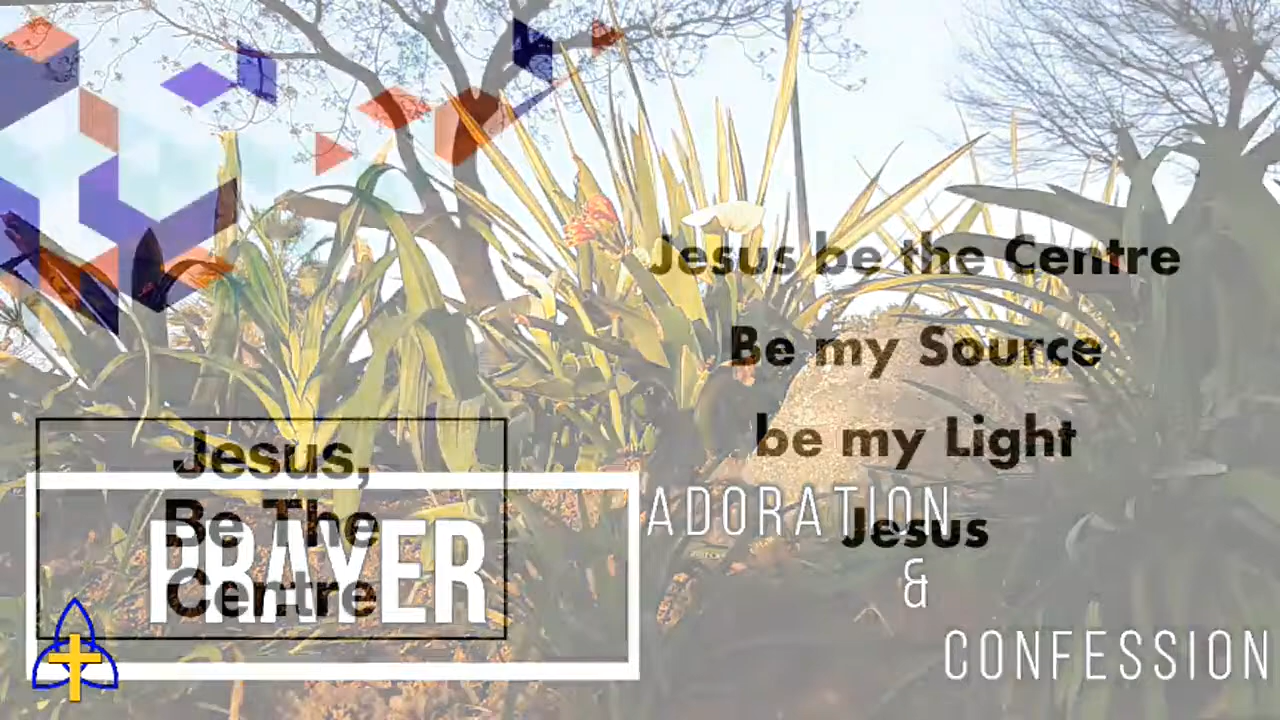 Jesus be the Centre
Be my Source
be my Light
Jesus
Jesus,
Be The
Centre
PRAYER
ADORATION
&
CONFESSION